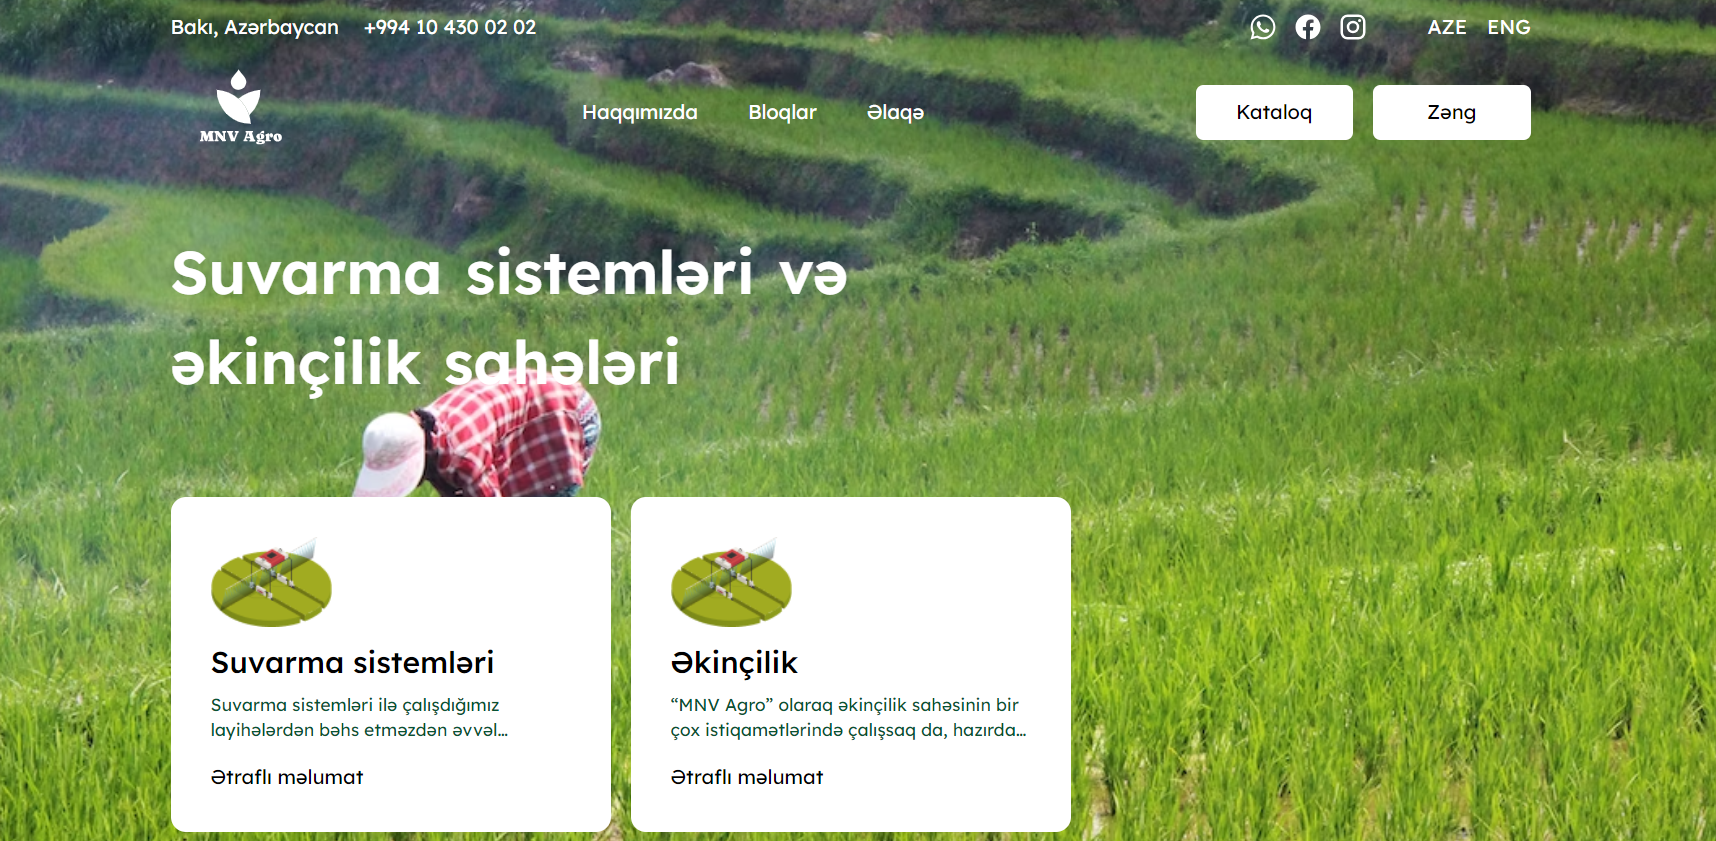 Bakı, Azərbaycan +994 10 430 02 02 AZE ENG
MNV Agro
Haqqımızda Bloqlar Əlaqə Kataloq Zəng
Suvarma sistemləri və
əkinçilik sahələri
Suvarma sistemləri
Suvarma sistemləri ilə çalışdığımız
layihələrdən bəhs etməzdən əvvəl...
Ətraflı məlumat
Əkinçilik
“MNV Agro” olaraq əkinçilik sahəsinin bir
çox istiqamətlərində çalışsaq da, hazırda...
Ətraflı məlumat